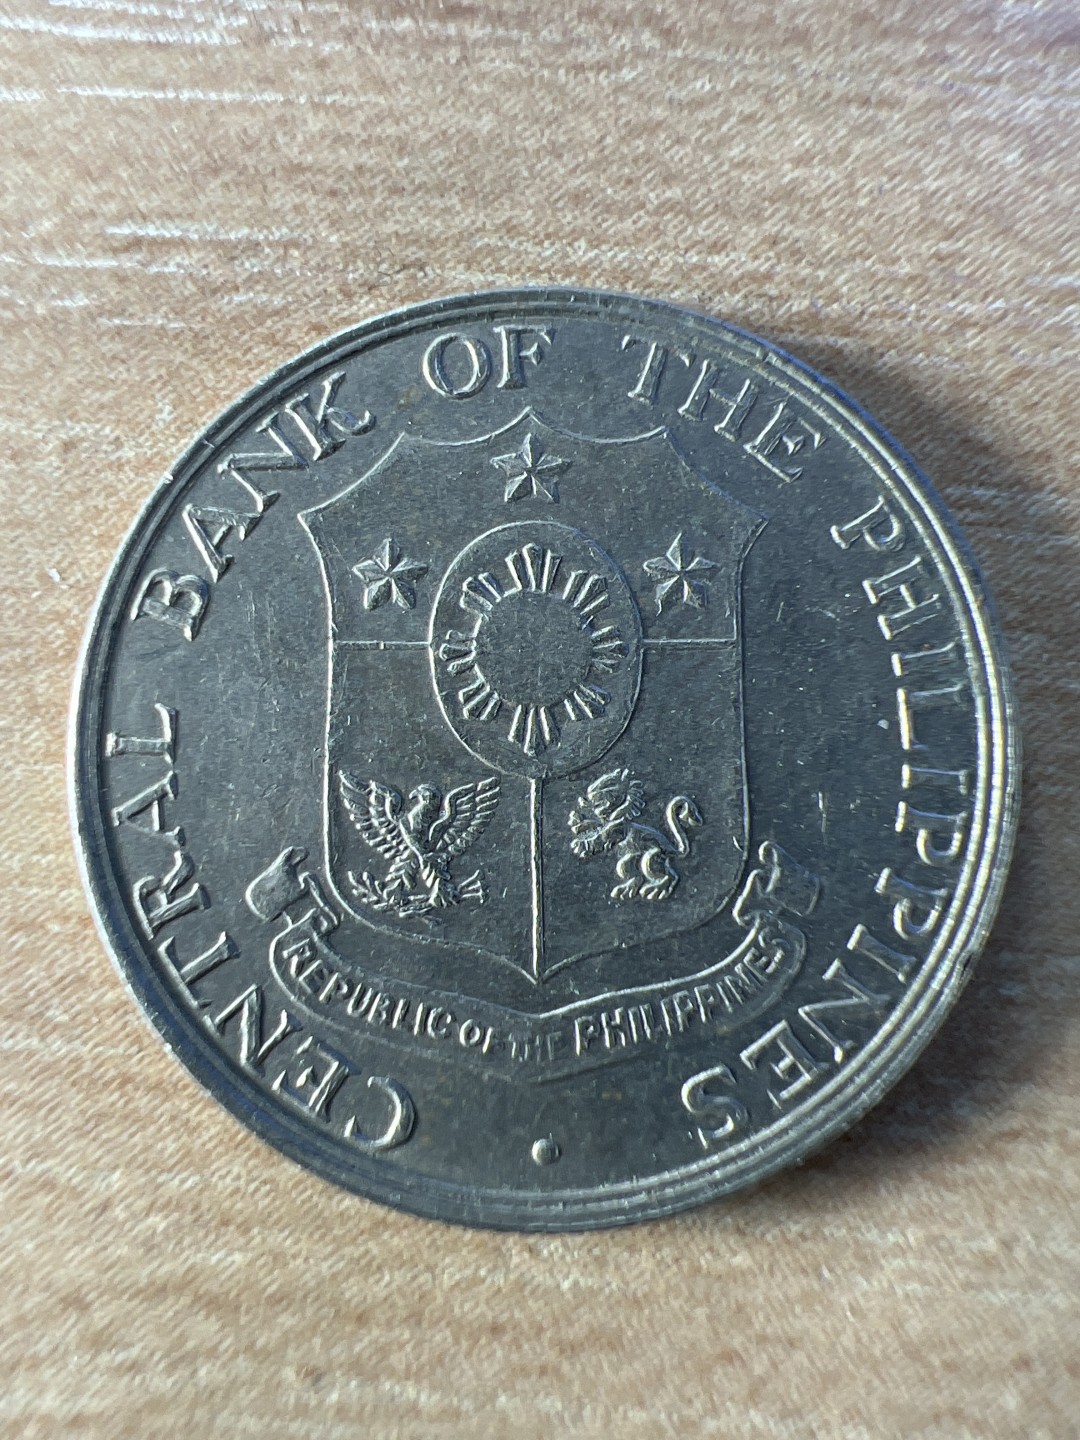 CENTRAL BANK OF THE PHILIPPINES
REPUBLIC OF THE PHILIPPINES